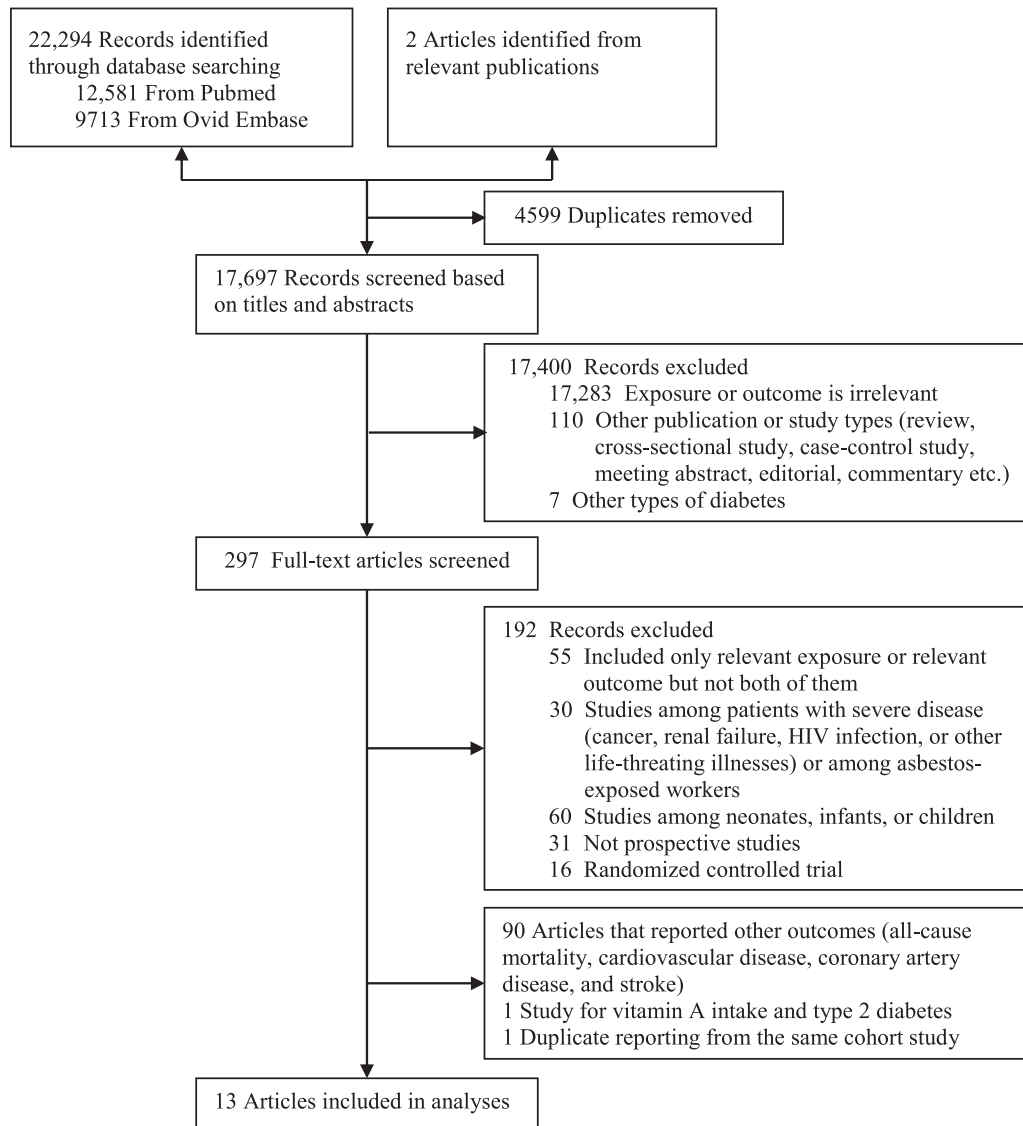 22,294 Records identified
through database searching
12,581 From Pubmed
9713 From Ovid Embase
2 Articles identified from
relevant publications
4599 Duplicates removed
17,697 Records screened based
on titles and abstracts
17,400 Records excluded
17,283 Exposure or outcome is irrelevant
110 Other publication or study types (review,
cross-sectional study, case-control study,
meeting abstract, editorial, commentary etc.)
7 Other types of diabetes
297 Full-text articles screened
192 Records excluded
55 Included only relevant exposure or relevant
outcome but not both of them
30 Studies among patients with severe disease
(cancer, renal failure, HIV infection, or other
life-threating illnesses) or among asbestos-
exposed workers
60 Studies among neonates, infants, or children
31 Not prospective studies
16 Randomized controlled trial
90 Articles that reported other outcomes (all-cause
mortality, cardiovascular disease, coronary artery
disease, and stroke)
1 Study for vitamin A intake and type 2 diabetes
1 Duplicate reporting from the same cohort study
13 Articles included in analyses